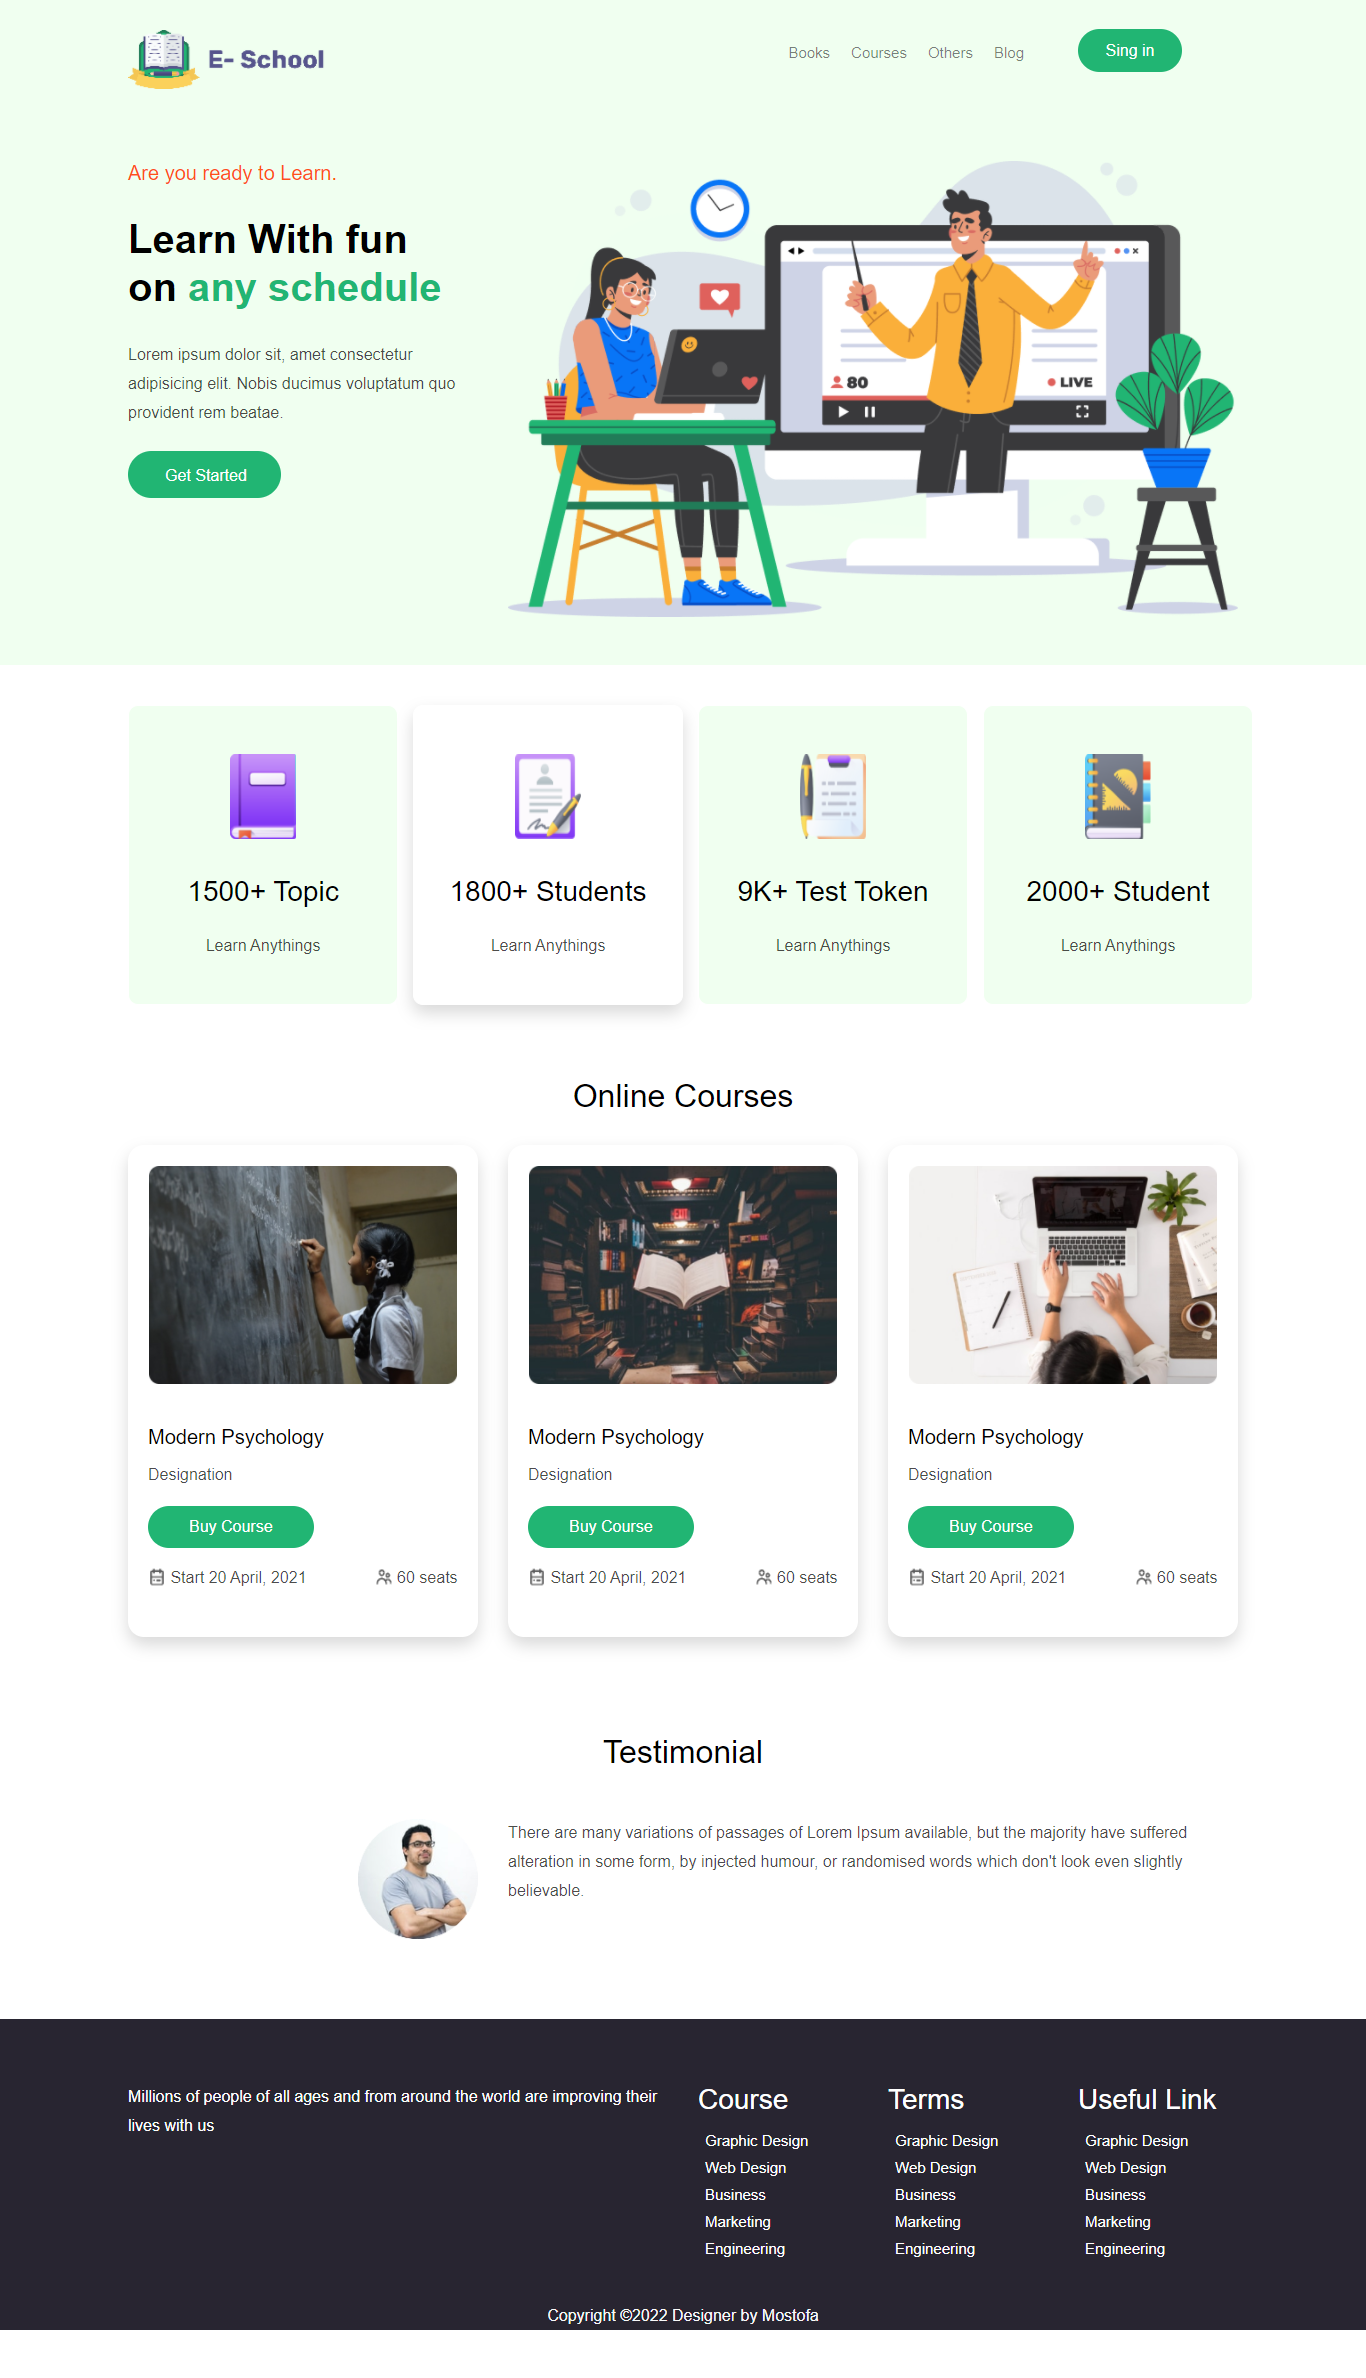 E- School
Books
Courses
Others
Blog
Sing in
Are you ready to Learn.
Learn With fun
on any schedule
Lorem ipsum dolor sit, amet consectetur
adipisicing elit. Nobis ducimus voluptatum quo
provident rem beatae.
Get Started
80
LIVE
1500+ Topic
Learn Anythings
1800+ Students
Learn Anythings
9K+ Test Token
Learn Anythings
2000+ Student
Learn Anythings
Online Courses
EXIT
Modern Psychology
Designation
Buy Course
Start 20 April, 2021
60 seats
Modern Psychology
Designation
Buy Course
Start 20 April, 2021
60 seats
Modern Psychology
Designation
Buy Course
Start 20 April, 2021
60 seats
Testimonial
There are many variations of passages of Lorem Ipsum available, but the majority have suffered
alteration in some form, by injected humour, or randomised words which don't look even slightly
believable.
Millions of people of all ages and from around the world are improving their
lives with us
Course
Graphic Design
Web Design
Business
Marketing
Engineering
Terms
Graphic Design
Web Design
Business
Marketing
Engineering
Useful Link
Graphic Design
Web Design
Business
Marketing
Engineering
Copyright ©2022 Designer by Mostofa